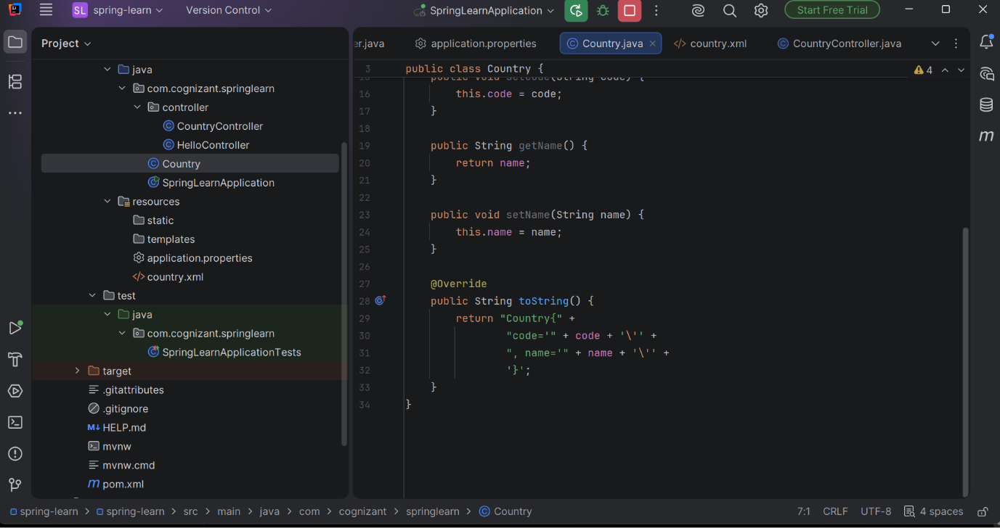 SL spring-learn Version Control SpringLearnApplication Start Free Trial
Project
java
com.cognizant.springlearn
controller
CountryController
HelloController
Country
SpringLearnApplication
resources
static
templates
application.properties
country.xml
test
java
com.cognizant.springlearn
SpringLearnApplicationTests
target
.gitattributes
.gitignore
M↓ HELP.md
mvnw
mvnw.cmd
m pom.xml
er.java application.properties Country.java country.xml CountryController.java
3 public class Country { 4
15 public void setCode(String code) {
16 this.code = code;
17 }
18
19 public String getName() {
20 return name;
21 }
22
23 public void setName(String name) {
24 this.name = name;
25 }
26
27 @Override
28 public String toString() {
29 return "Country{" +
30 "code='" + code + '\'' +
31 ", name='" + name + '\'' +
32 '}';
33 }
34 }
m
spring-learn > spring-learn > src > main > java > com > cognizant > springlearn > Country 7:1 CRLF UTF-8 4 spaces